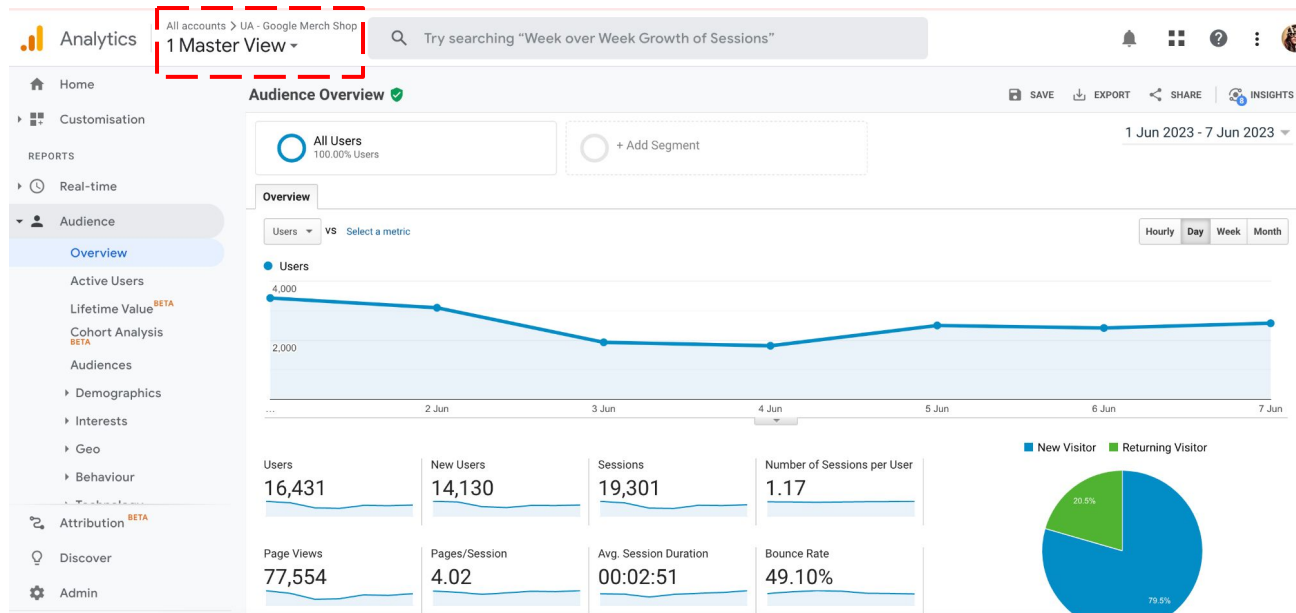 Analytics
All accounts > UA - Google Merch Shop
1 Master View
Try searching “Week over Week Growth of Sessions”
Home
Customisation
REPORTS
Real-time
Audience
Overview
Active Users
Lifetime Value BETA
Cohort Analysis
BETA
Audiences
Demographics
Interests
Geo
Behaviour
Technology
Attribution BETA
Discover
Admin
Audience Overview
SAVE
EXPORT
SHARE
8
INSIGHTS
All Users
100.00% Users
+ Add Segment
1 Jun 2023 - 7 Jun 2023
Overview
Users
VS
Select a metric
Hourly
Day
Week
Month
Users
4,000
2,000
...
2 Jun
3 Jun
4 Jun
5 Jun
6 Jun
7 Jun
Users
16,431
New Users
14,130
Sessions
19,301
Number of Sessions per User
1.17
Page Views
77,554
Pages/Session
4.02
Avg. Session Duration
00:02:51
Bounce Rate
49.10%
New Visitor
Returning Visitor
20.5%
79.5%